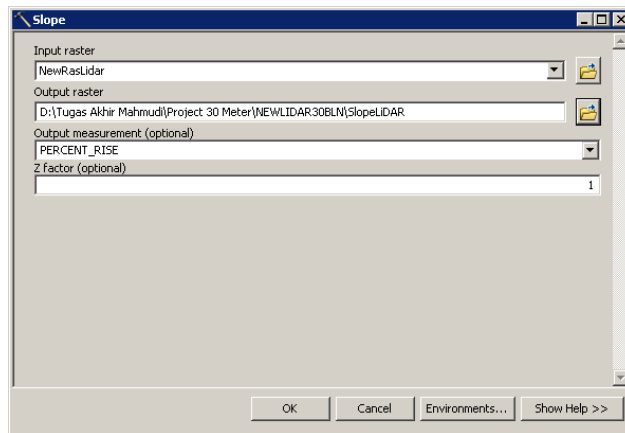 Slope
Input raster
NewRasLidar
Output raster
D:\Tugas Akhir Mahmudi\Project 30 Meter\NEWLIDAR30BLN\SlopeLiDAR
Output measurement (optional)
PERCENT_RISE
Z factor (optional)
1
OK Cancel Environments... Show Help >>